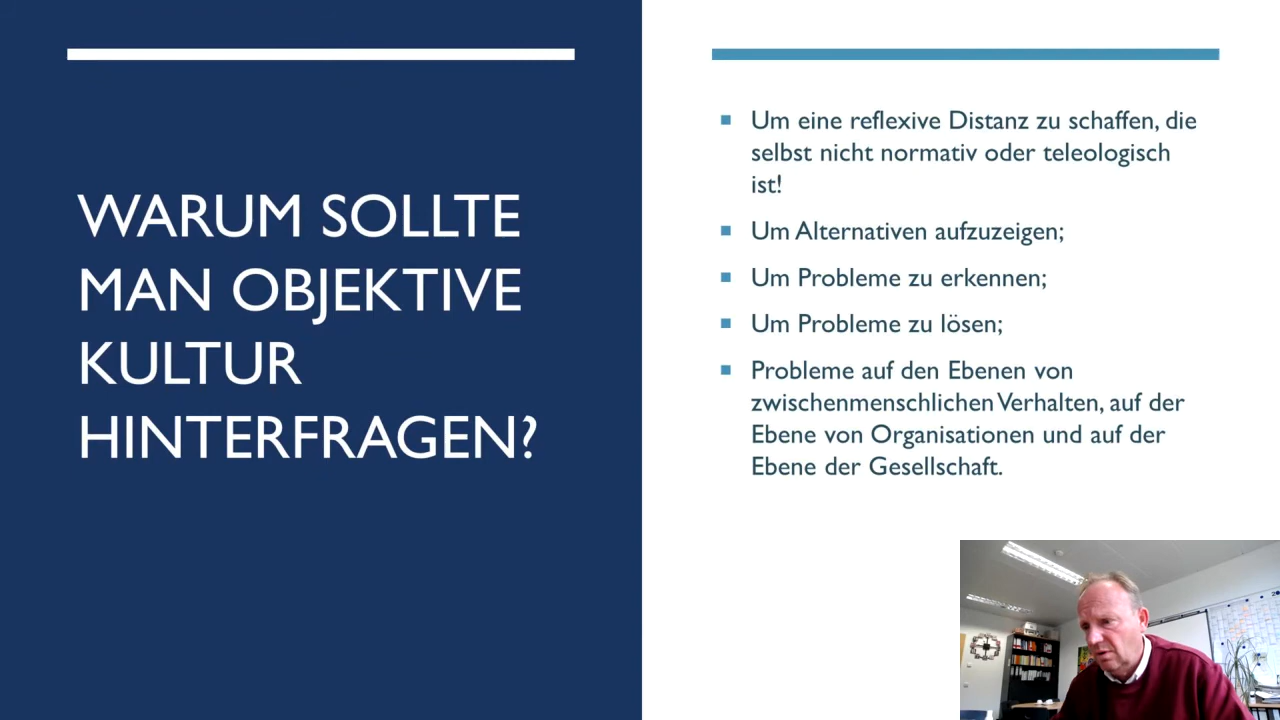 WARUM SOLLTE
MAN OBJEKTIVE
KULTUR
HINTERFRAGEN?
Um eine reflexive Distanz zu schaffen, die
selbst nicht normativ oder teleologisch
ist!
Um Alternativen aufzuzeigen;
Um Probleme zu erkennen;
Um Probleme zu lösen;
Probleme auf den Ebenen von
zwischenmenschlichen Verhalten, auf der
Ebene von Organisationen und auf der
Ebene der Gesellschaft.